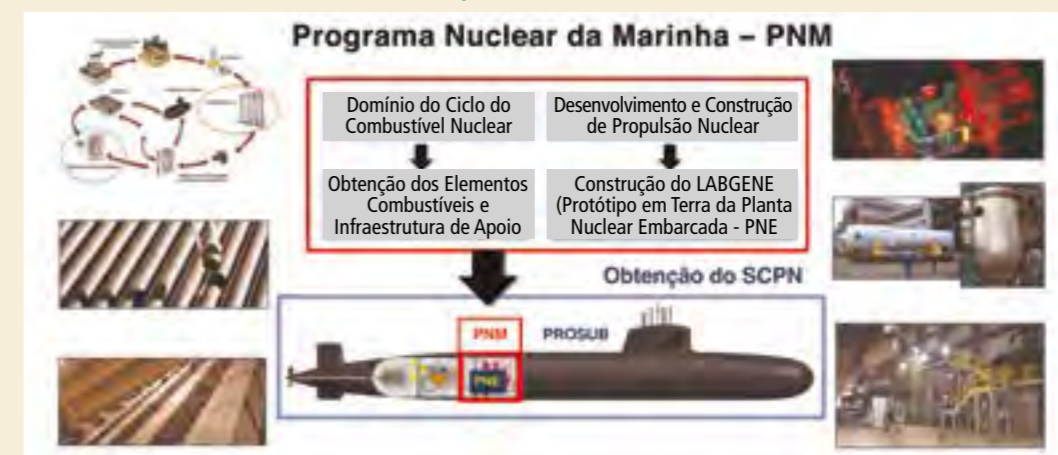 Programa Nuclear da Marinha – PNM
Domínio do Ciclo do
Combustível Nuclear
Desenvolvimento e Construção
de Propulsão Nuclear
Obtenção dos Elementos
Combustíveis e
Infraestrutura de Apoio
Construção do LABGENE
(Protótipo em Terra da Planta
Nuclear Embarcada - PNE
Obtenção do SCPN
PNM
PROSUB
PNE